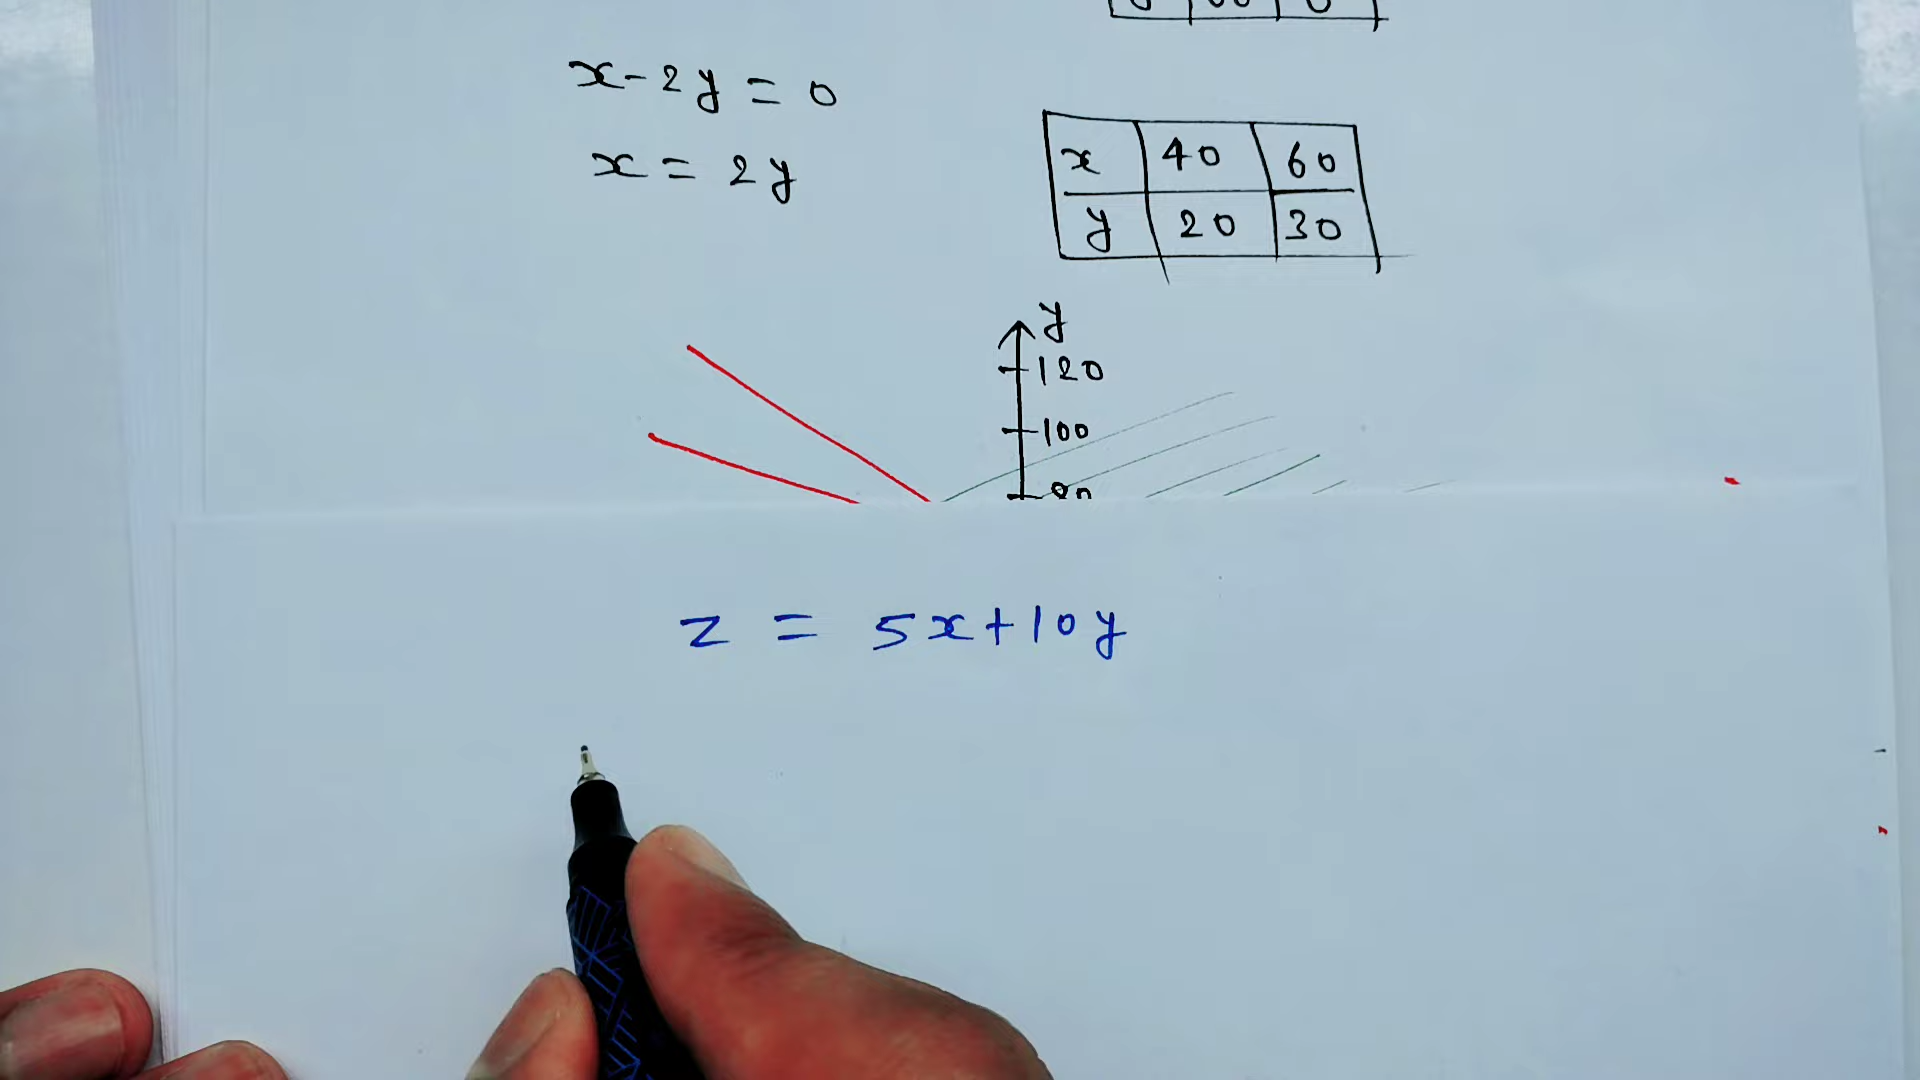 x - 2y = 0
x = 2y
x 40 60
y 20 30
y
120
100
z = 5x + 10y